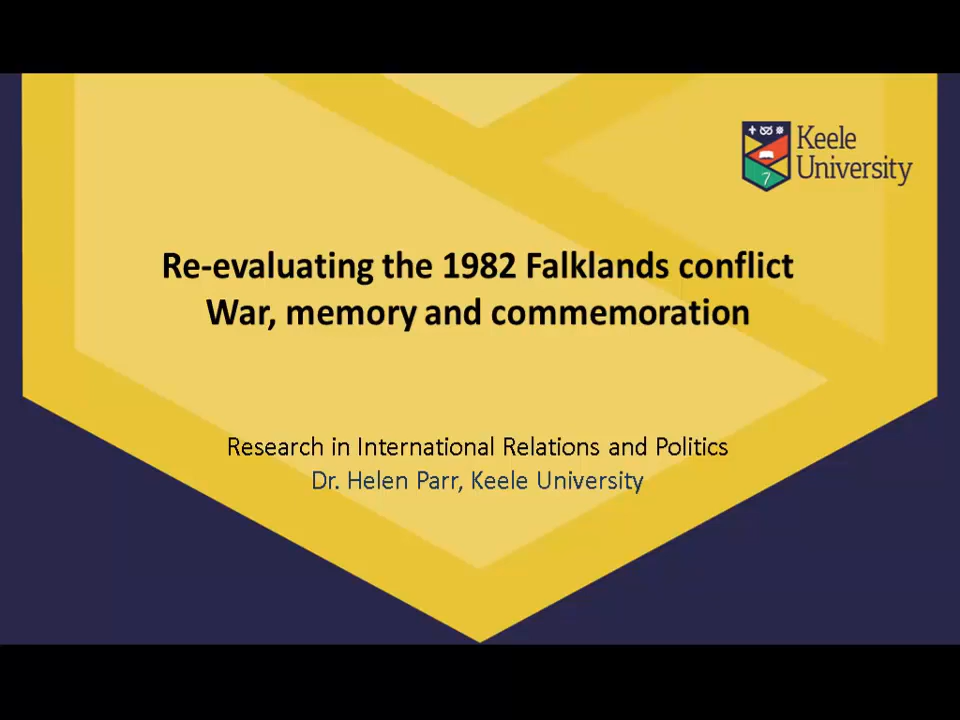 Keele
University
Re-evaluating the 1982 Falklands conflict
War, memory and commemoration
Research in International Relations and Politics
Dr. Helen Parr, Keele University